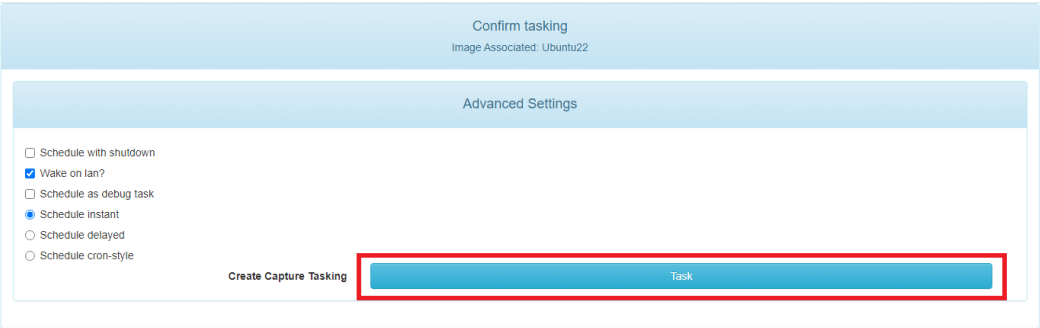 Confirm tasking
Image Associated: Ubuntu22
Advanced Settings
Schedule with shutdown
Wake on lan?
Schedule as debug task
Schedule instant
Schedule delayed
Schedule cron-style
Create Capture Tasking
Task